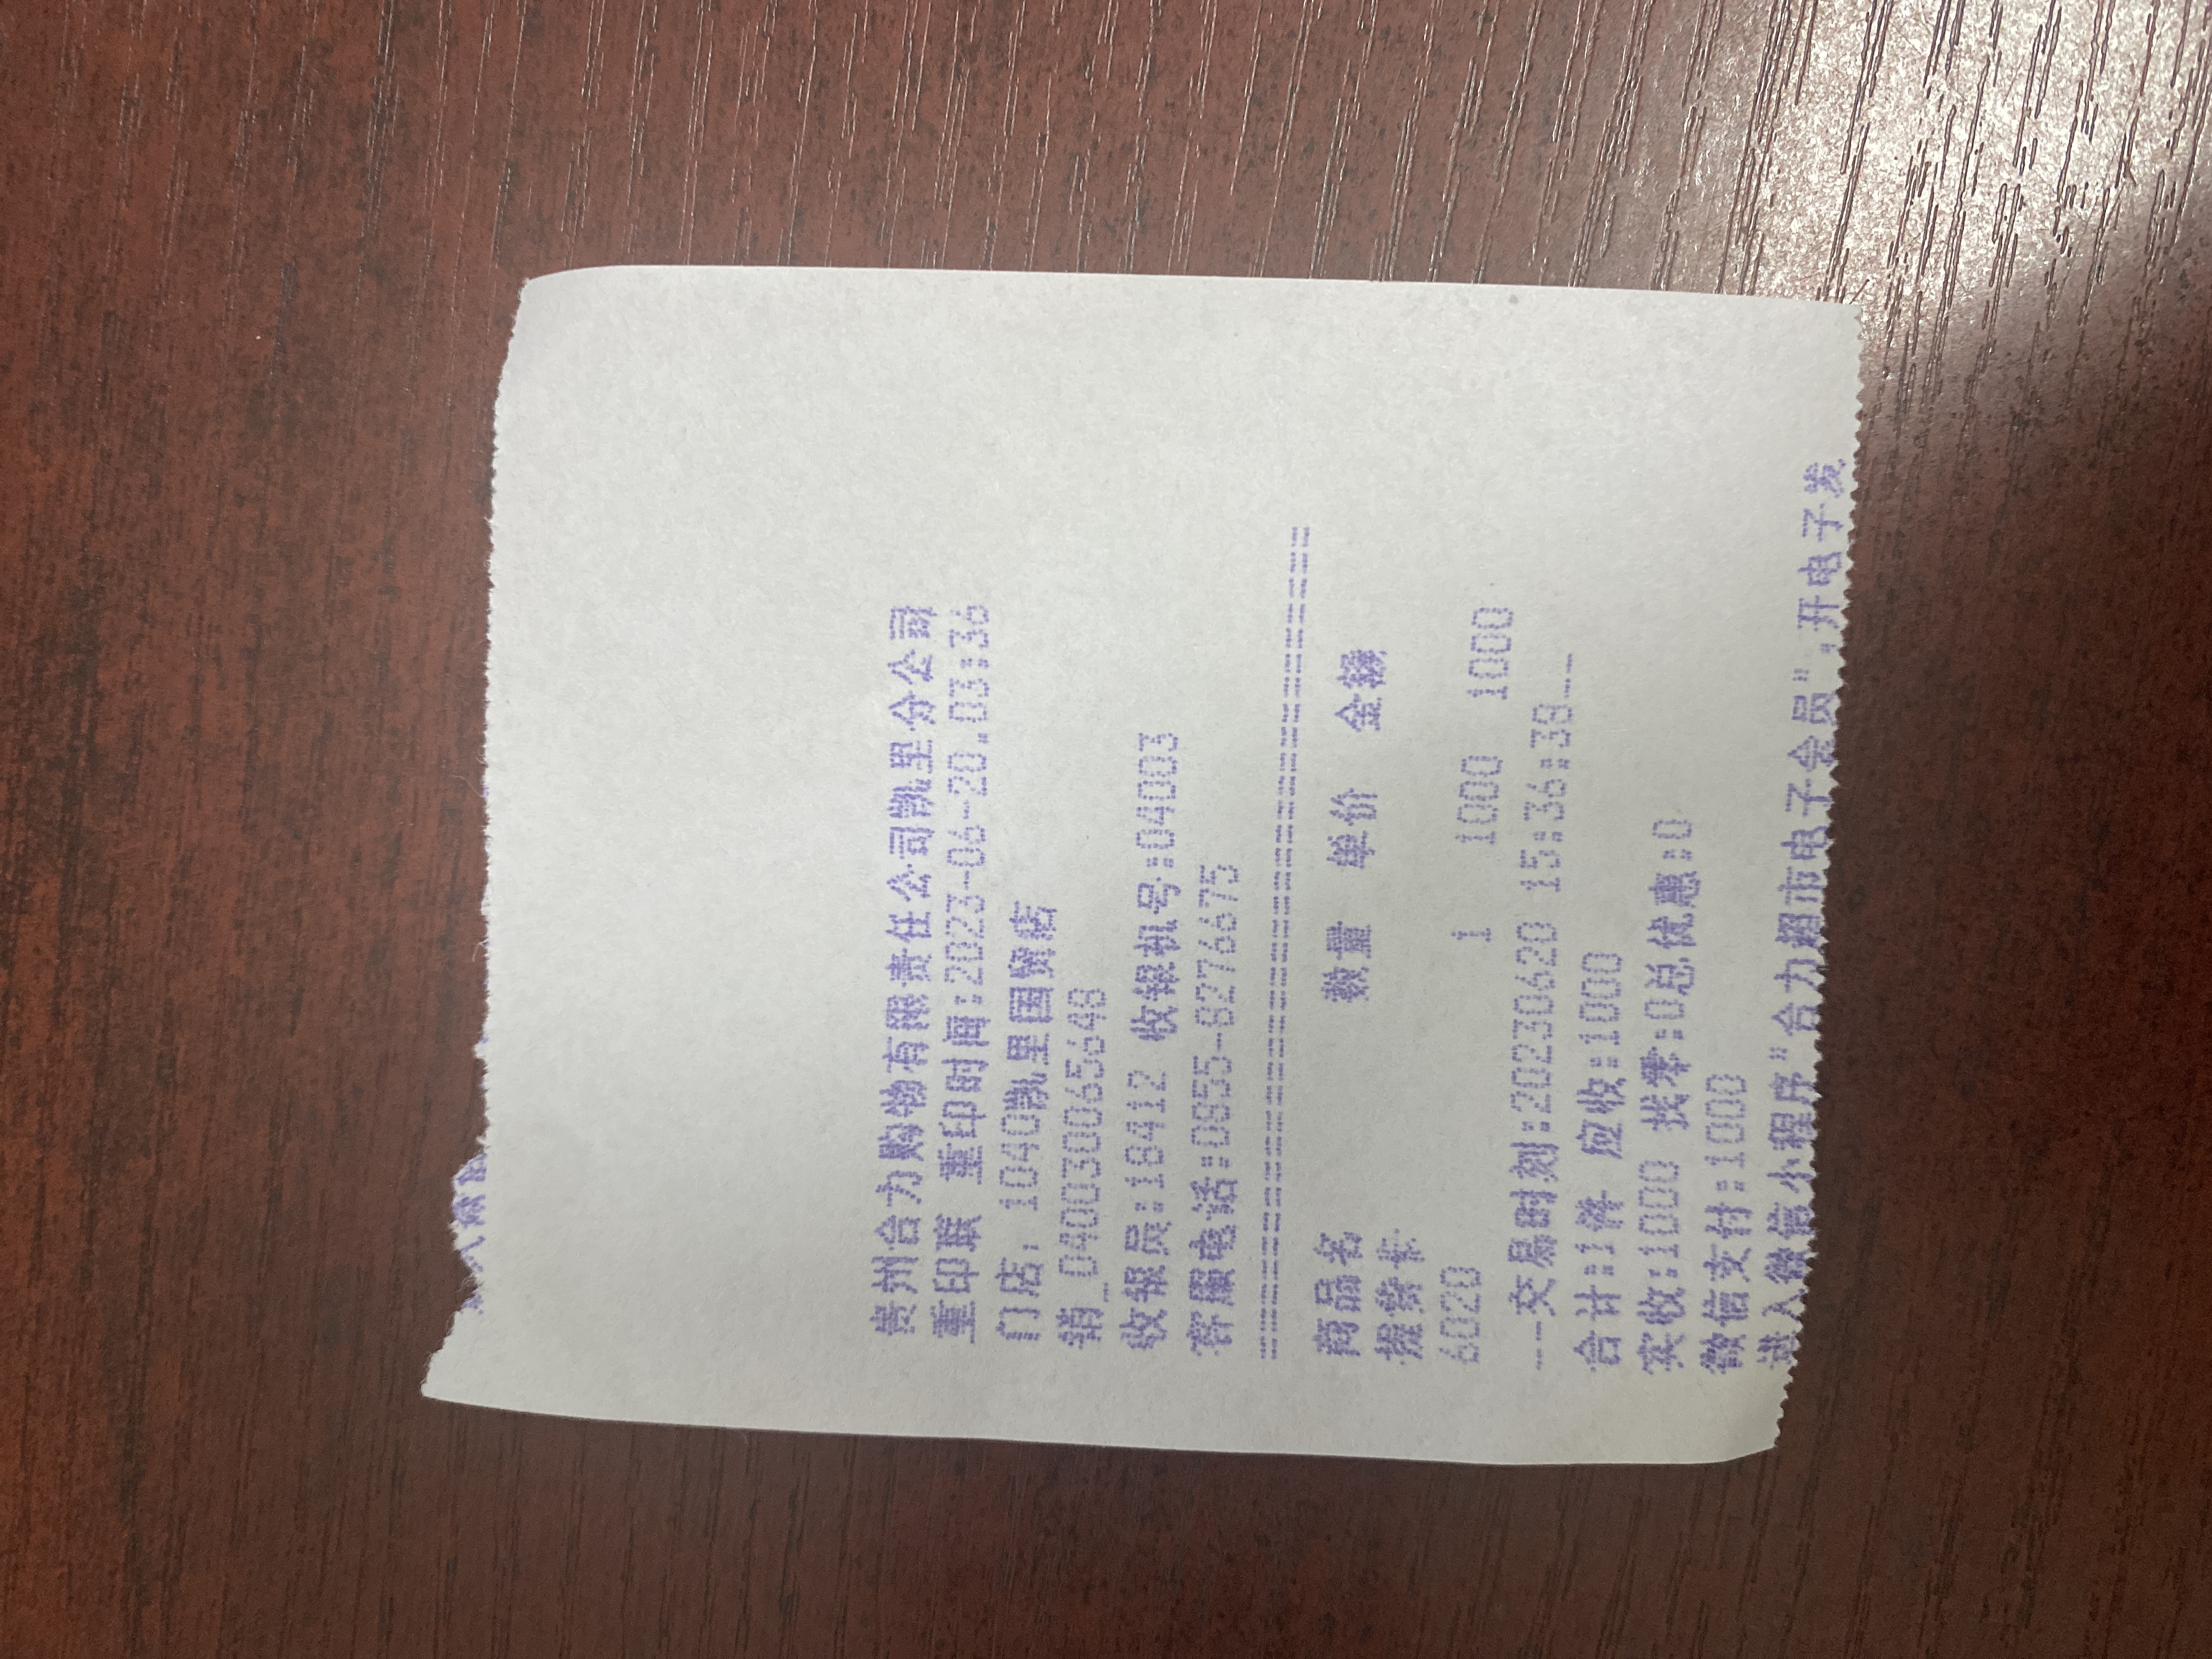 贵州合力购物有限责任公司凯里分公司
重印联 重印时间:2023-06-20.03:36
门店: 1040凯里国贸店
销_040030065648
收银员:18412 收银机号:04003
客服电话:0855-8276675
======================================
商品名 数量 单价 金额
提货卡
6020 1 1000 1000
--交易时刻:20230620 15:36:38--
合计:1件 应收:1000
实收:1000 找零:0总优惠:0
微信支付:1000
进入微信小程序"合力超市电子会员",开电子发